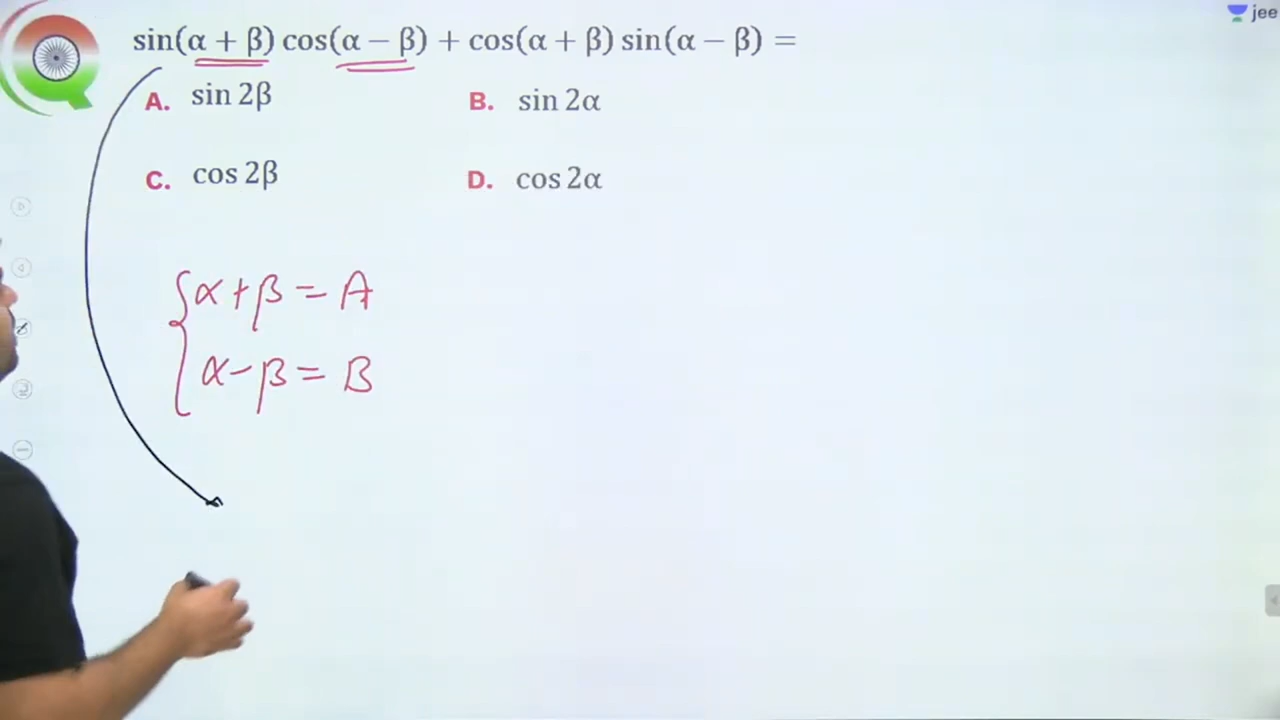 jee
sin(α + β) cos(α − β) + cos(α + β) sin(α − β) =
A. sin 2β
B. sin 2α
C. cos 2β
D. cos 2α
α+β = A
α-β = B